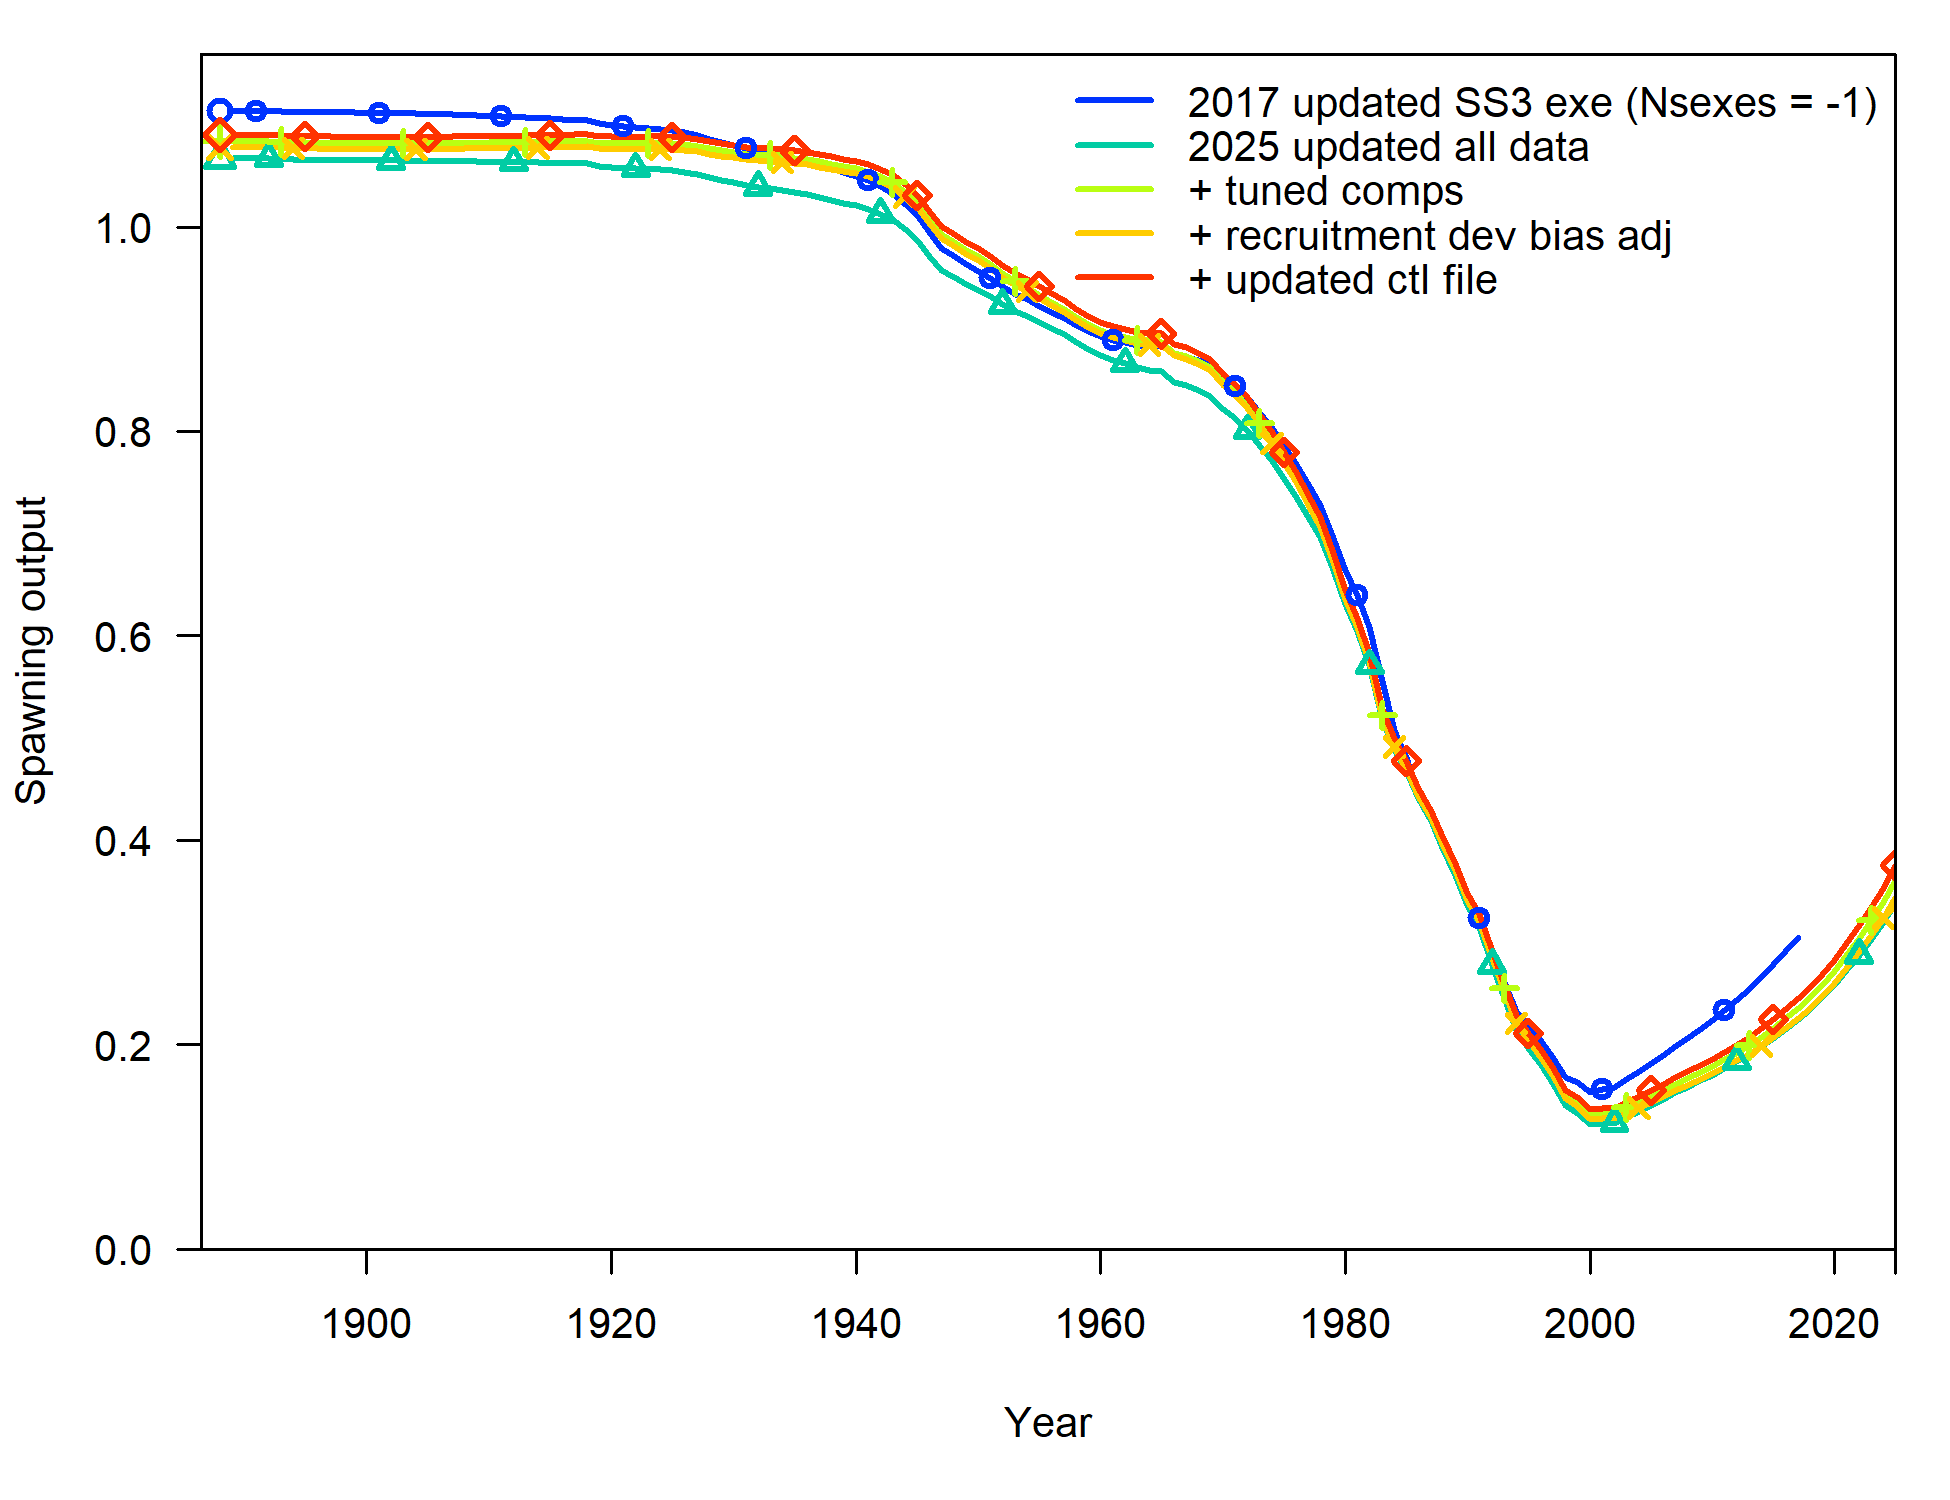 2017 updated SS3 exe (Nsexes = -1)
2025 updated all data
+ tuned comps
+ recruitment dev bias adj
+ updated ctl file
Spawning output
1.0
0.8
0.6
0.4
0.2
0.0
1900 1920 1940 1960 1980 2000 2020
Year